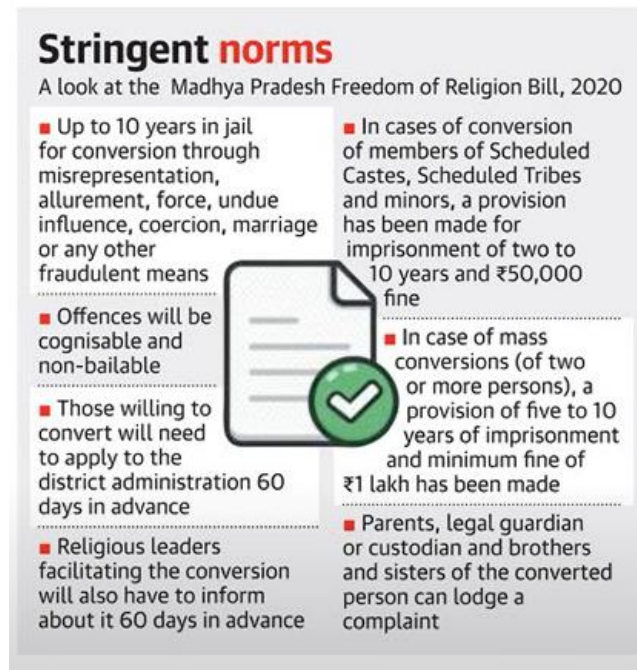 Stringent norms
A look at the Madhya Pradesh Freedom of Religion Bill, 2020
■ Up to 10 years in jail
for conversion through
misrepresentation,
allurement, force, undue
influence, coercion, marriage
or any other
fraudulent means
■ Offences will be
cognisable and
non-bailable
■ Those willing to
convert will need
to apply to the
district administration 60
days in advance
■ Religious leaders
facilitating the conversion
will also have to inform
about it 60 days in advance
■ In cases of conversion
of members of Scheduled
Castes, Scheduled Tribes
and minors, a provision
has been made for
imprisonment of two to
10 years and ₹50,000
fine
■ In case of mass
conversions (of two
or more persons), a
provision of five to 10
years of imprisonment
and minimum fine of
₹1 lakh has been made
■ Parents, legal guardian
or custodian and brothers
and sisters of the converted
person can lodge a
complaint